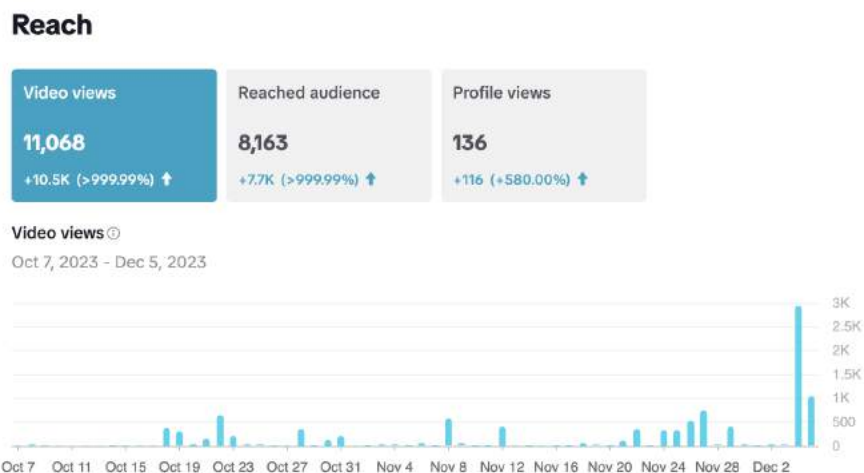 Reach
Video views
11,068
+10.5K (>999.99%)
Reached audience
8,163
+7.7K (>999.99%)
Profile views
136
+116 (+580.00%)
Video views
Oct 7, 2023 - Dec 5, 2023
3K
2.5K
2K
1.5K
1K
500
0
Oct 7 Oct 11 Oct 15 Oct 19 Oct 23 Oct 27 Oct 31 Nov 4 Nov 8 Nov 12 Nov 16 Nov 20 Nov 24 Nov 28 Dec 2